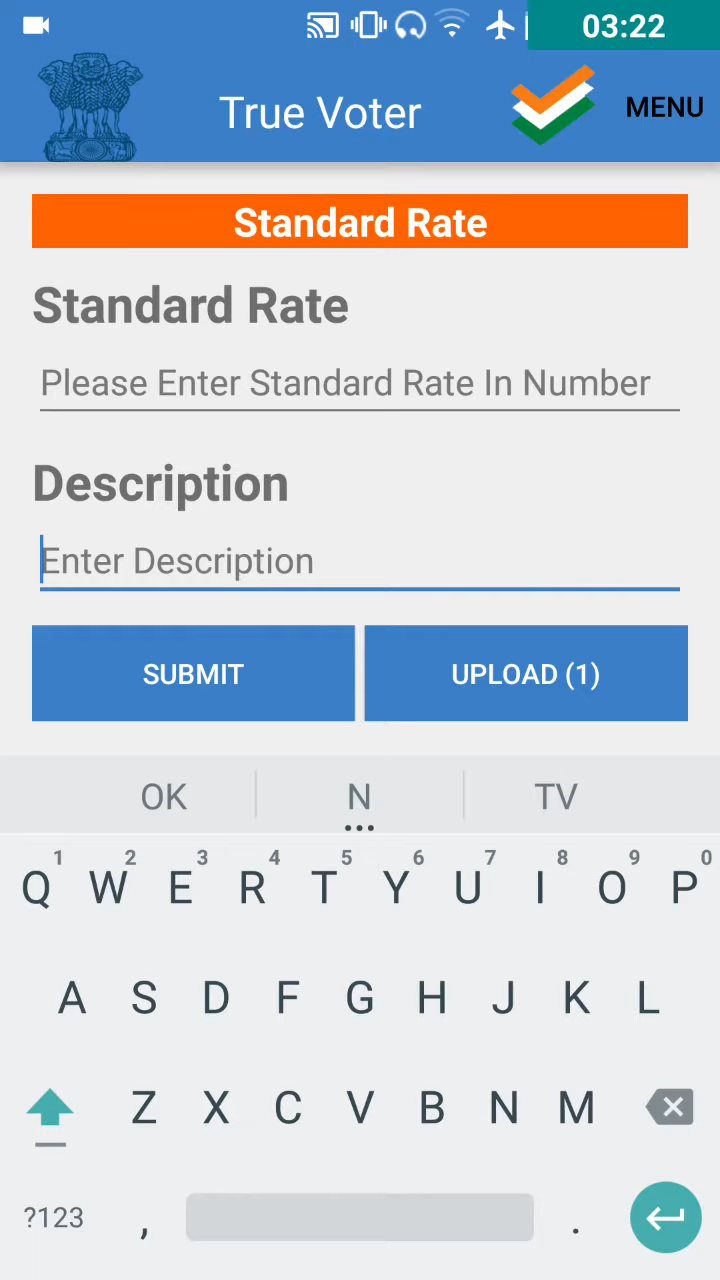 03:22
True Voter
MENU
Standard Rate
Standard Rate
Please Enter Standard Rate In Number
Description
Enter Description
SUBMIT
UPLOAD (1)
OK N TV
1 2 3 4 5 6 7 8 9 0
Q W E R T Y U I O P
A S D F G H J K L
Z X C V B N M
?123 , .